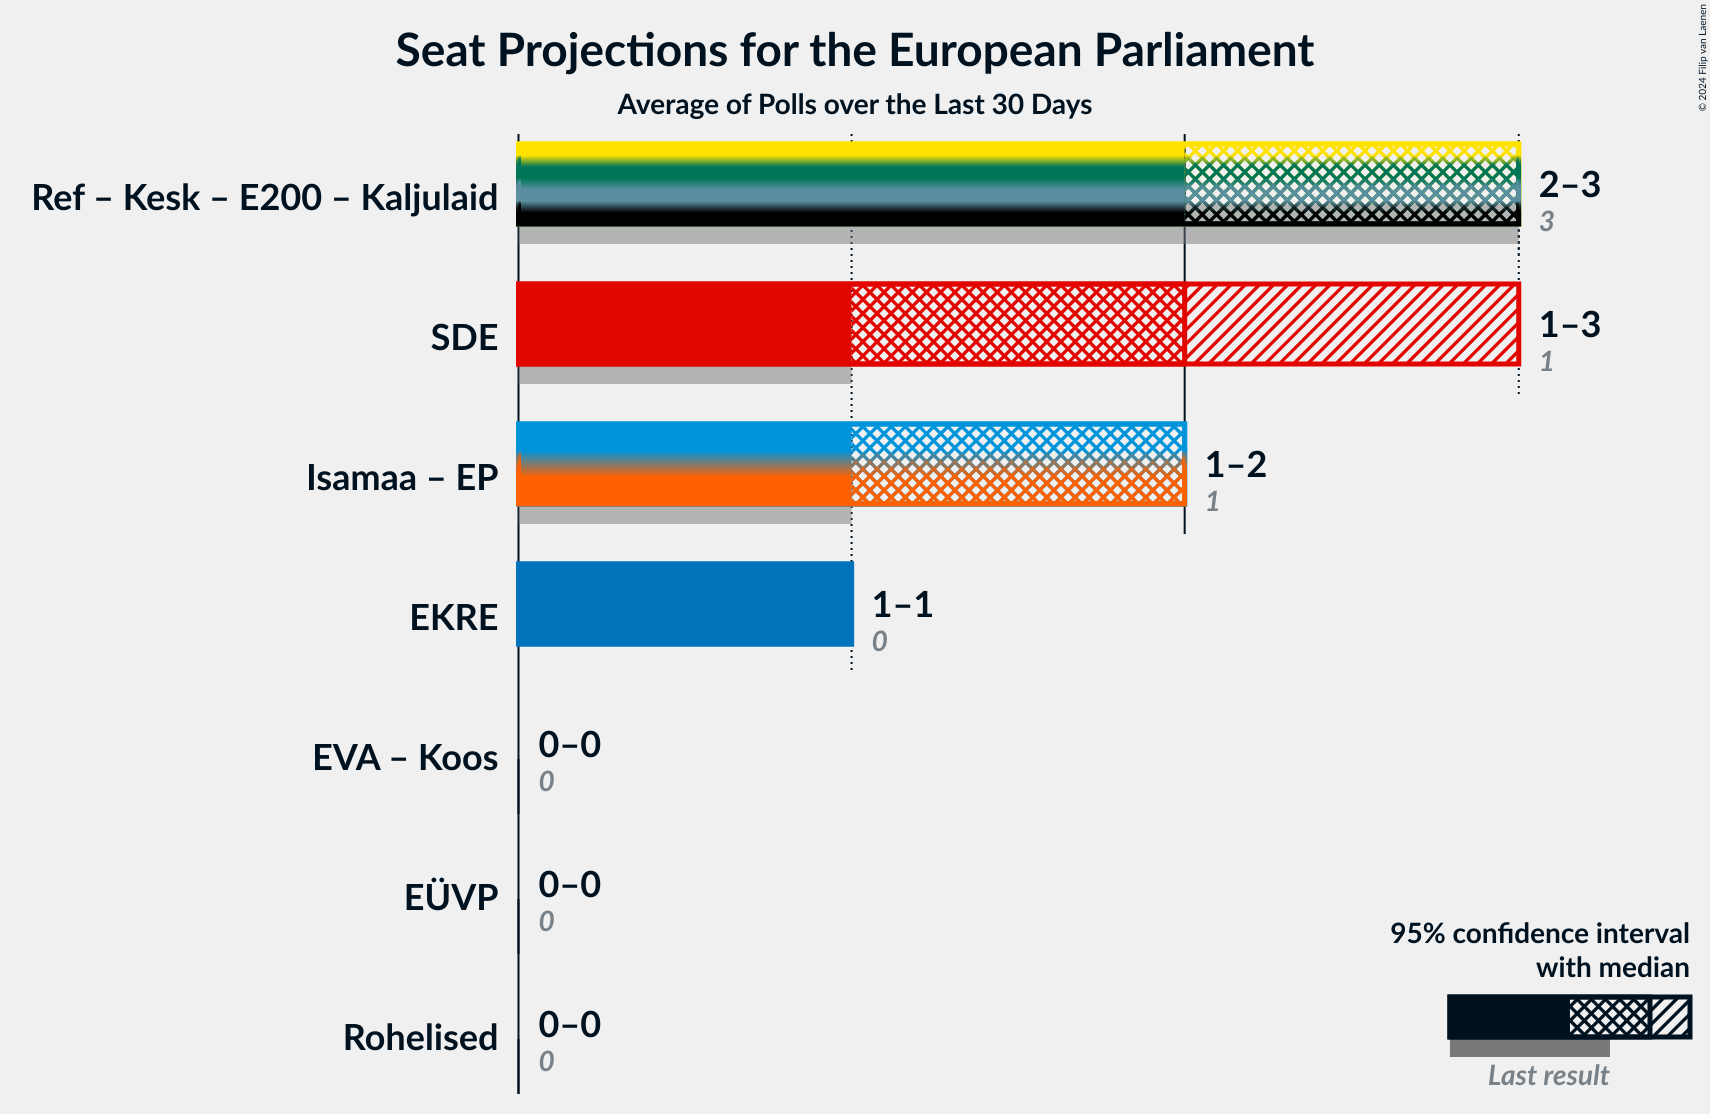 Seat Projections for the European Parliament
Average of Polls over the Last 30 Days
© 2024 Filip van Laenen
Ref – Kesk – E200 – Kaljulaid
2–3
3
SDE
1–3
1
Isamaa – EP
1–2
1
EKRE
1–1
0
EVA – Koos
0–0
0
EÜVP
0–0
0
Rohelised
0–0
0
95% confidence interval
with median
Last result